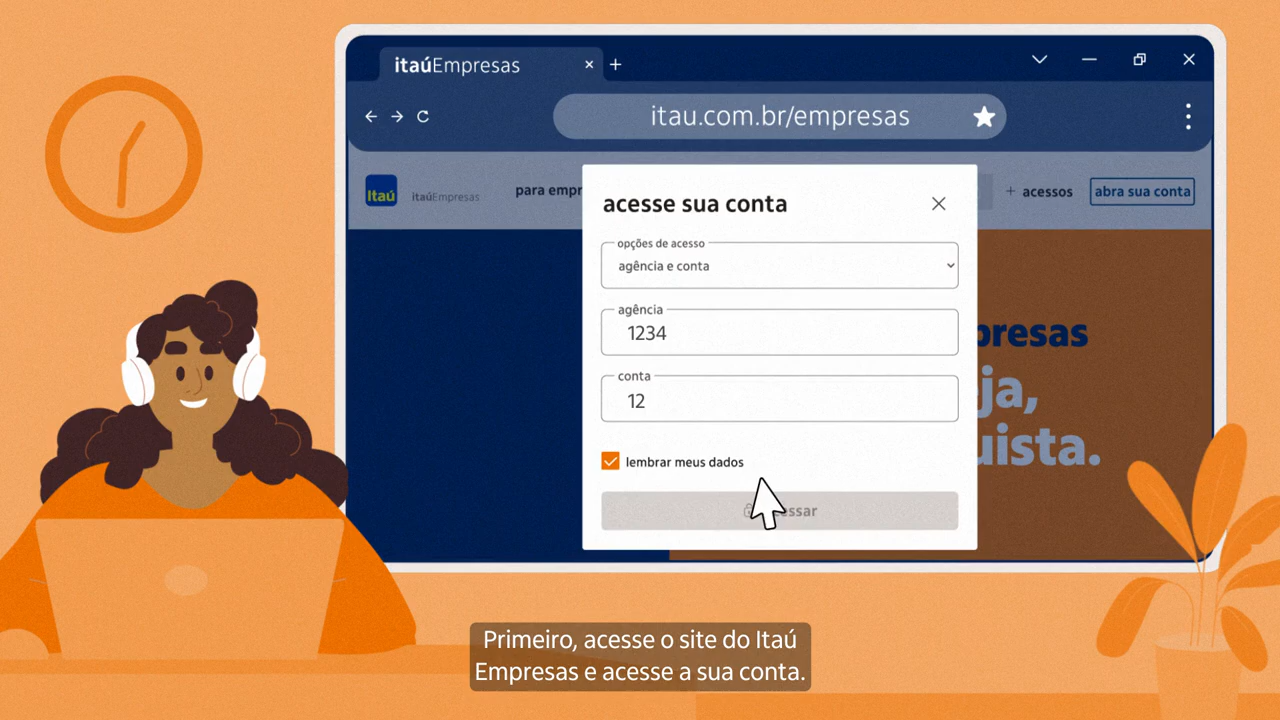 itaúEmpresas
itau.com.br/empresas
Itaú
itaúEmpresas
para empr
+ acessos
abra sua conta
acesse sua conta
opções de acesso
agência e conta
agência
1234
conta
12
lembrar meus dados
essar
presas
ja,
uista.
Primeiro, acesse o site do Itaú
Empresas e acesse a sua conta.